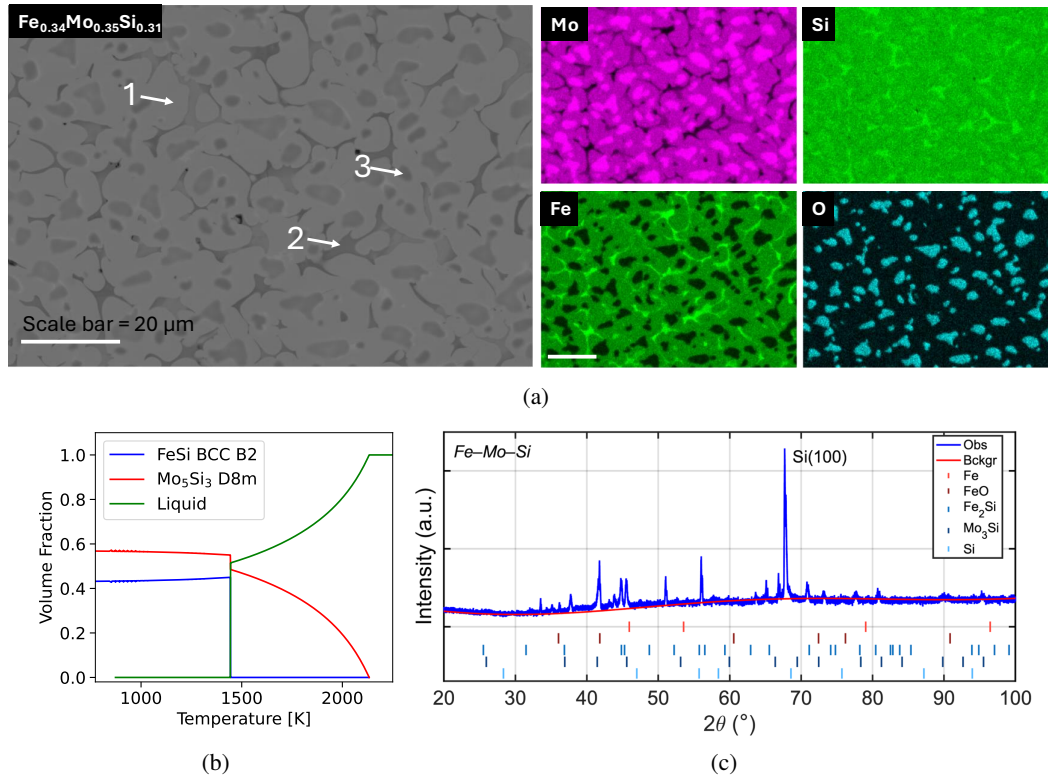 Fe0.34Mo0.35Si0.31
1
2
3
Scale bar = 20 μm
Mo
Si
Fe
O
(a)
Volume Fraction
1.0
0.8
0.6
0.4
0.2
0.0
FeSi BCC B2
Mo5Si3 D8m
Liquid
1000
1500
2000
Temperature [K]
(b)
Fe–Mo–Si
Si(100)
Obs
Bckgr
Fe
FeO
Fe2Si
Mo3Si
Si
Intensity (a.u.)
20
30
40
50
60
70
80
90
100
2θ (°)
(c)